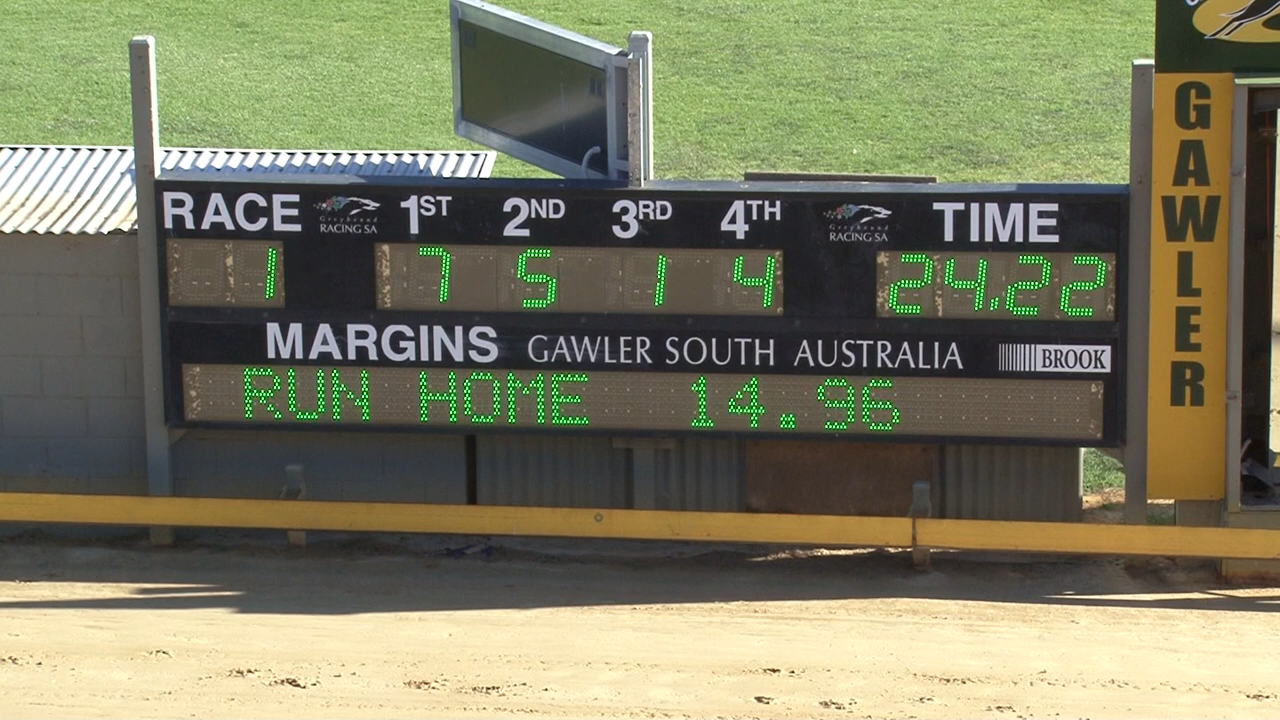 RACE Greyhound RACING SA 1ST 2ND 3RD 4TH Greyhound RACING SA TIME
1 7 5 1 4 24.22
MARGINS GAWLER SOUTH AUSTRALIA BROOK
RUN HOME 14.96
GAWLER